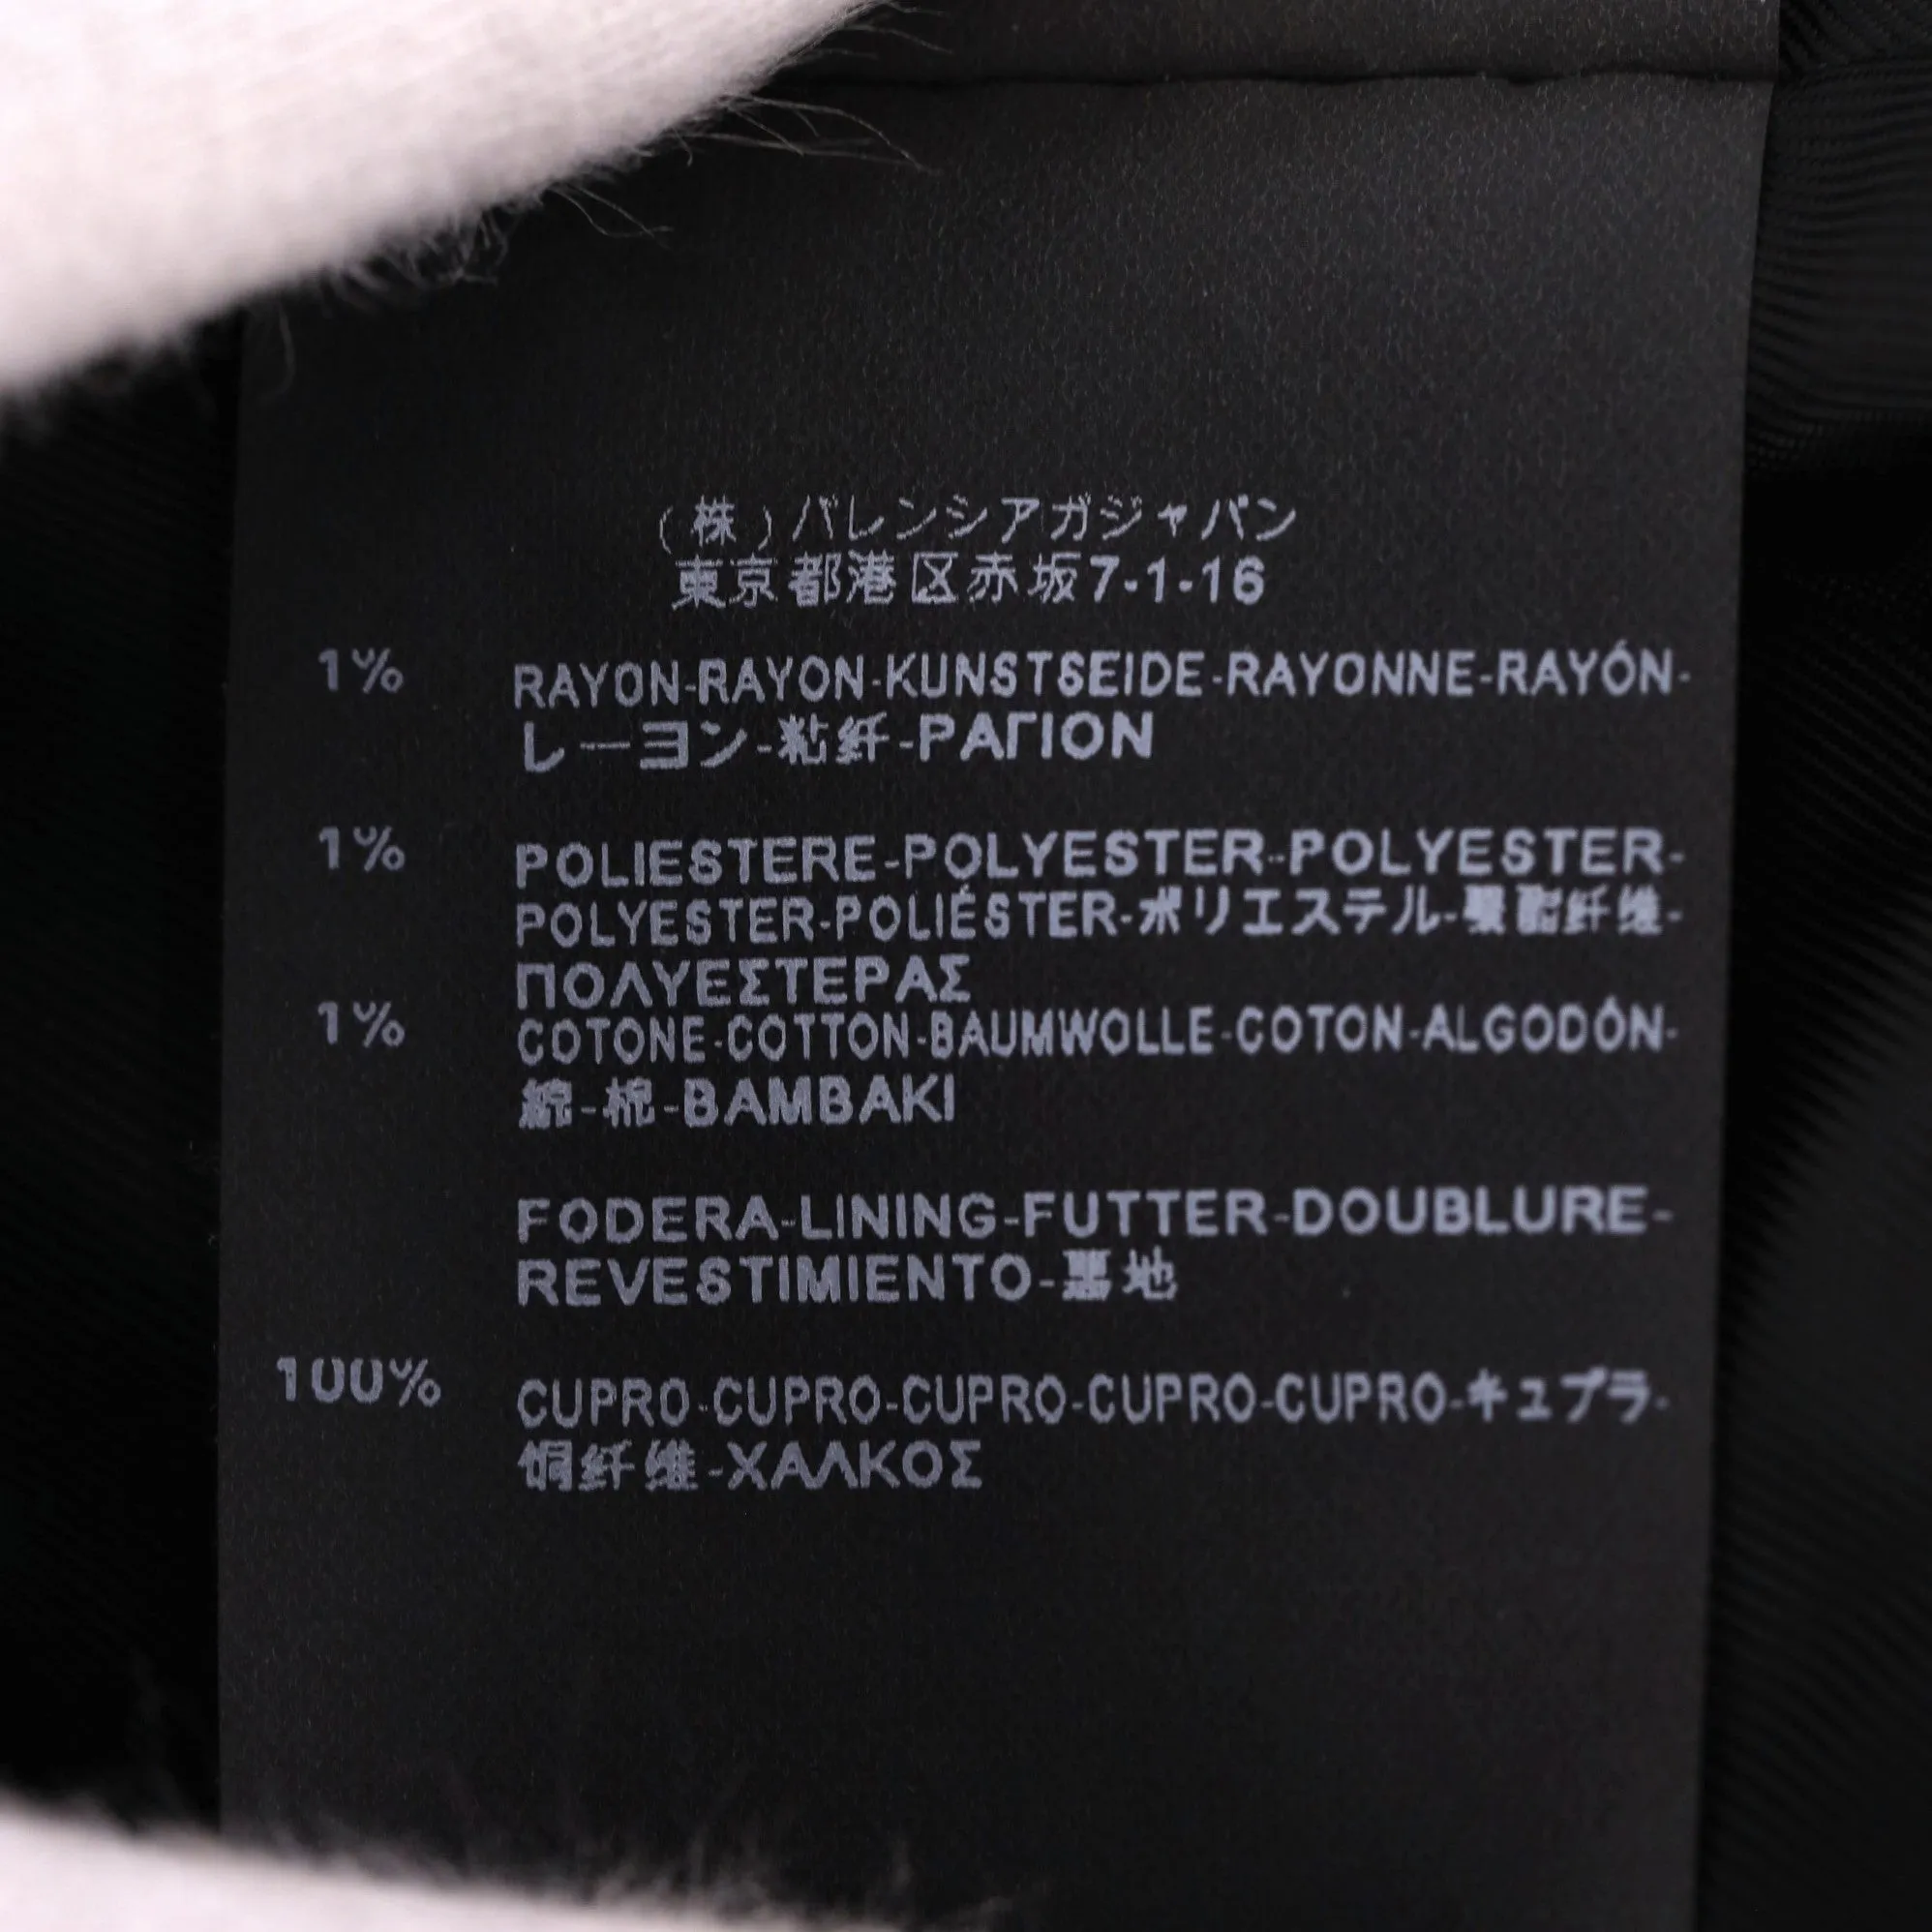 (株)バレンシアガジャパン
東京都港区赤坂7-1-16
1% RAYON-RAYON-KUNSTSEIDE-RAYONNE-RAYÓN-
レーヨン-粘纤-ΡΑΓΙΟΝ
1% POLIESTERE-POLYESTER-POLYESTER-
POLYESTER-POLIÉSTER-ポリエステル-聚酯纤维-
ΠΟΛΥΕΣΤΕΡΑΣ
1% COTONE-COTTON-BAUMWOLLE-COTON-ALGODÓN-
綿-棉-BAMBAKI
FODERA-LINING-FUTTER-DOUBLURE-
REVESTIMIENTO-裏地
100% CUPRO-CUPRO-CUPRO-CUPRO-CUPRO-キュプラ-
铜纤维-ΧΑΛΚΟΣ